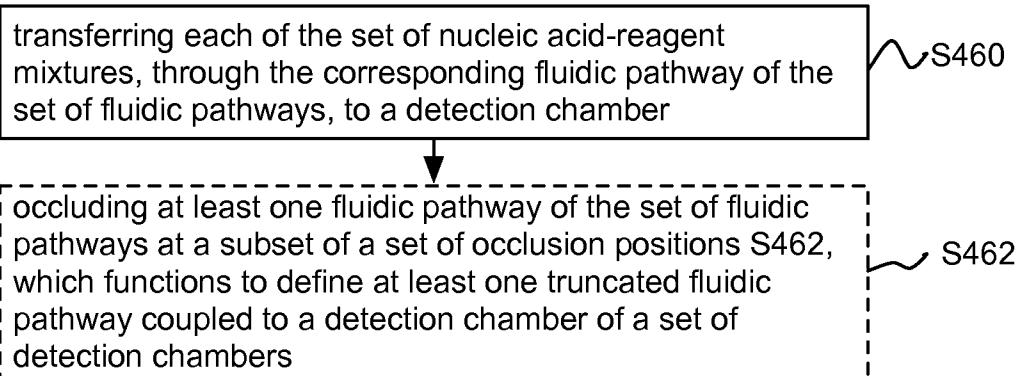 transferring each of the set of nucleic acid-reagent
mixtures, through the corresponding fluidic pathway of the
set of fluidic pathways, to a detection chamber
S460
occluding at least one fluidic pathway of the set of fluidic
pathways at a subset of a set of occlusion positions S462,
which functions to define at least one truncated fluidic
pathway coupled to a detection chamber of a set of
detection chambers
S462